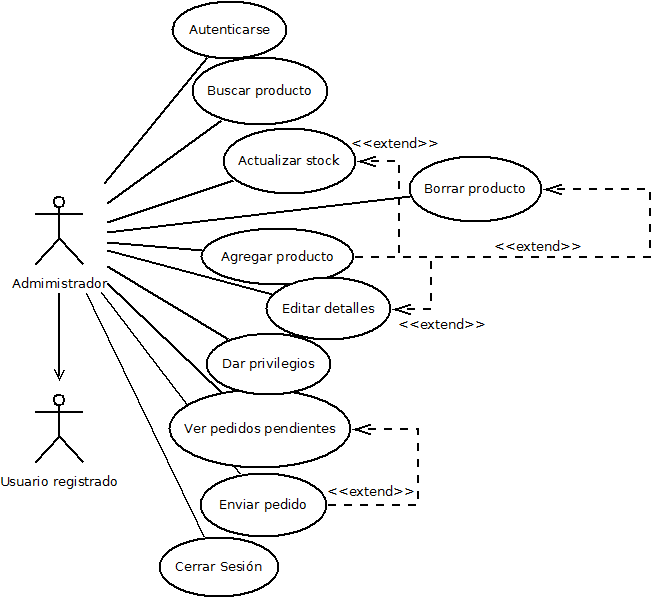 Autenticarse
Buscar producto
<<extend>>
Actualizar stock
Borrar producto
<<extend>>
Agregar producto
Admimistrador
Editar detalles
<<extend>>
Dar privilegios
Ver pedidos pendientes
Usuario registrado
<<extend>>
Enviar pedido
Cerrar Sesión